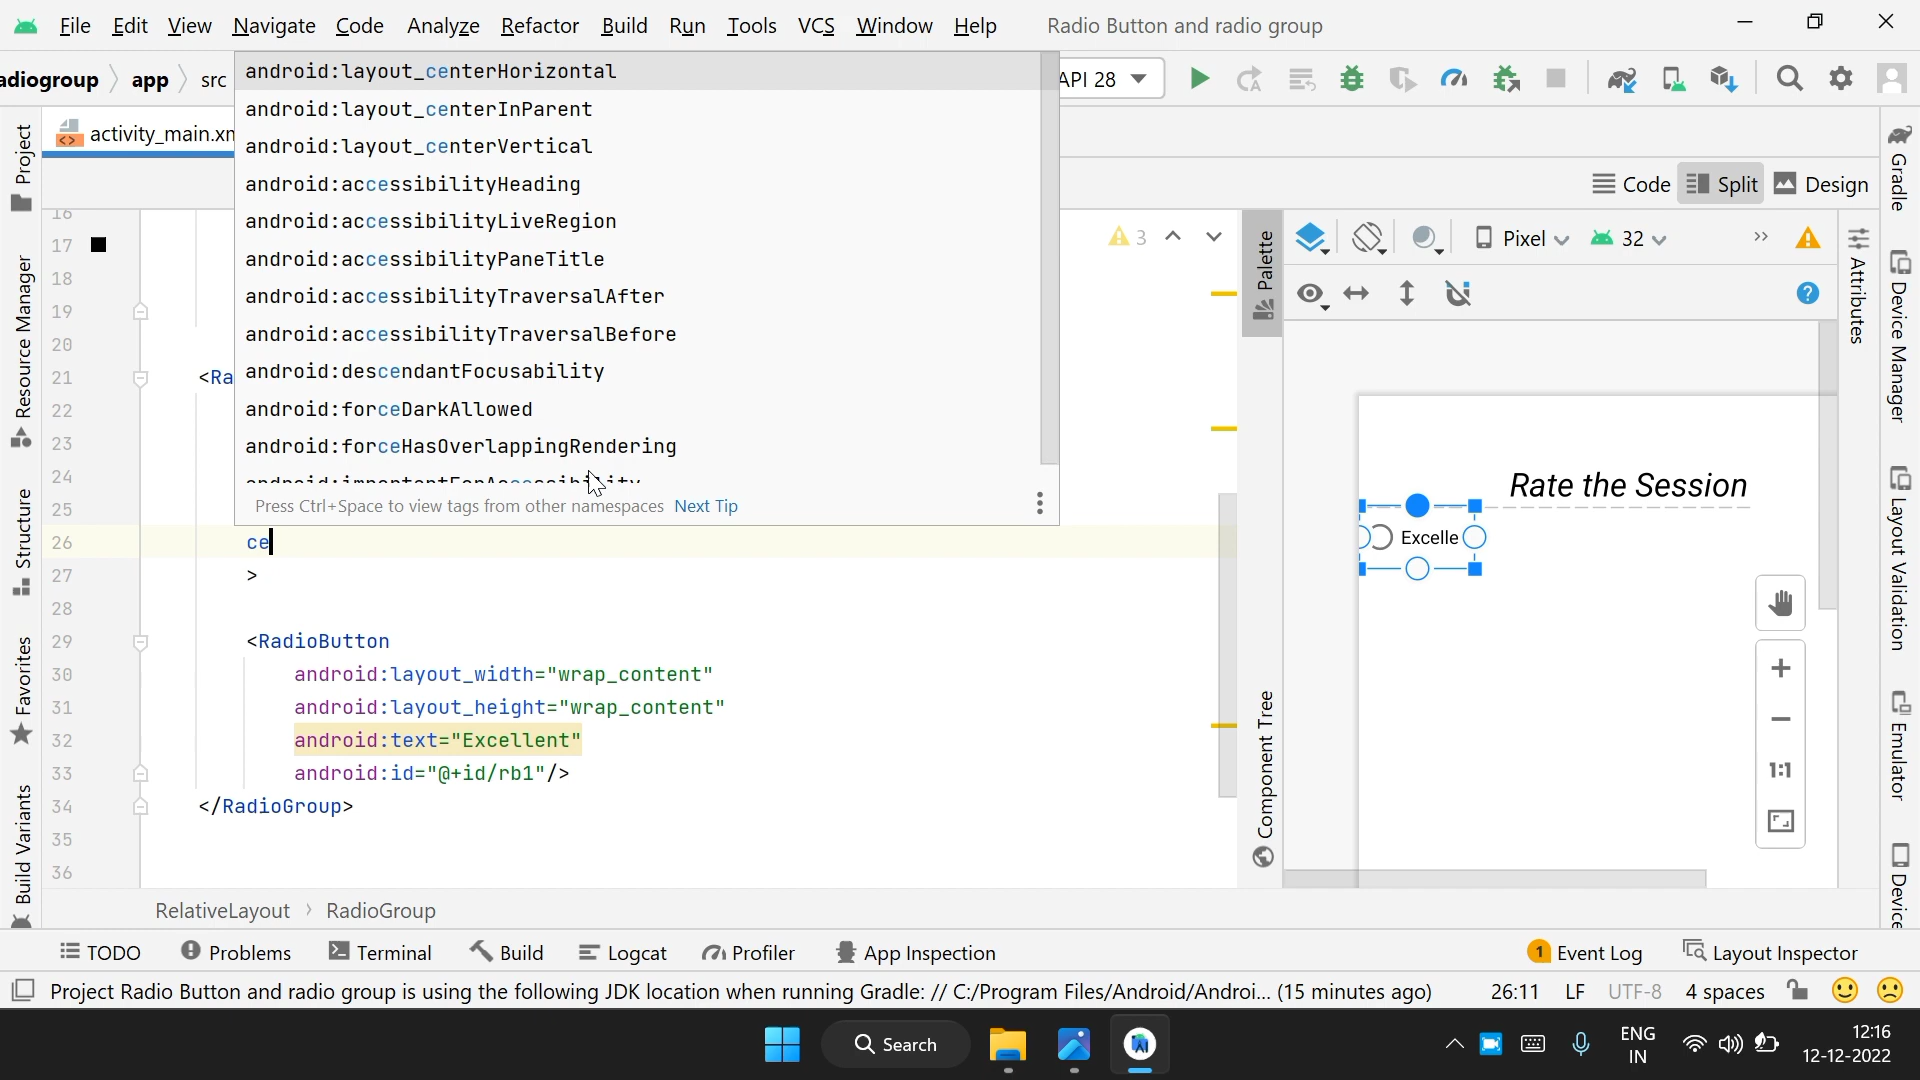 File Edit View Navigate Code Analyze Refactor Build Run Tools VCS Window Help Radio Button and radio group
adiogroup app src
API 28
activity_main.xm
android:layout_centerHorizontal
android:layout_centerInParent
android:layout_centerVertical
android:accessibilityHeading
android:accessibilityLiveRegion
android:accessibilityPaneTitle
android:accessibilityTraversalAfter
android:accessibilityTraversalBefore
android:descendantFocusability
android:forceDarkAllowed
android:forceHasOverlappingRendering
Press Ctrl+Space to view tags from other namespaces Next Tip
Code Split Design
3
Pixel 32
Project
Resource Manager
Structure
Favorites
Build Variants
16
17
18
19
20
21 <Ra
22
23
24
25
26 ce
27 >
28
29 <RadioButton
30 android:layout_width="wrap_content"
31 android:layout_height="wrap_content"
32 android:text="Excellent"
33 android:id="@+id/rb1"/>
34 </RadioGroup>
35
36
Palette
Component Tree
Rate the Session
Excelle
1:1
Attributes
Gradle
Device Manager
Layout Validation
Emulator
Device
RelativeLayout RadioGroup
TODO Problems Terminal Build Logcat Profiler App Inspection 1 Event Log Layout Inspector
Project Radio Button and radio group is using the following JDK location when running Gradle: // C:/Program Files/Android/Androi... (15 minutes ago) 26:11 LF UTF-8 4 spaces
Search
ENG
IN
12:16
12-12-2022